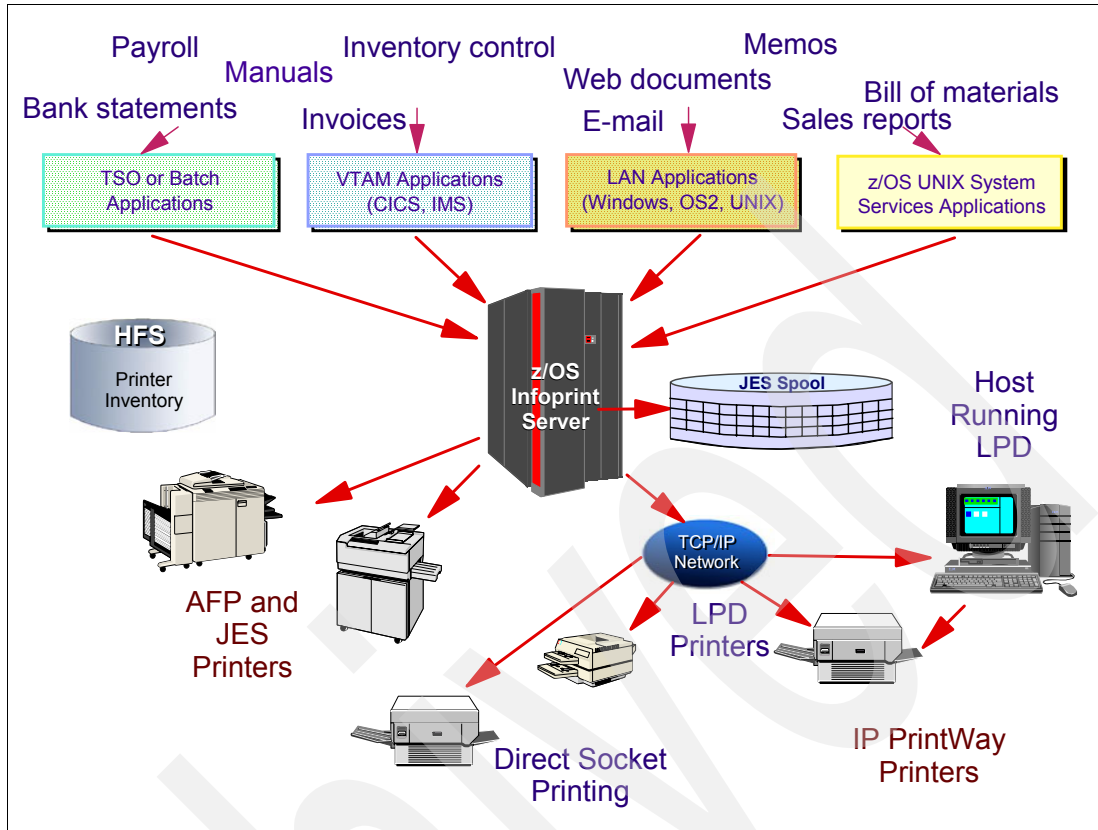 Payroll
Inventory control
Memos
Manuals
Web documents
Bank statements
Invoices
E-mail
Bill of materials
Sales reports
TSO or Batch
Applications
VTAM Applications
(CICS, IMS)
LAN Applications
(Windows, OS2, UNIX)
z/OS UNIX System
Services Applications
HFS
Printer
Inventory
z/OS
Infoprint
Server
JES Spool
Host
Running
LPD
TCP/IP
Network
AFP and
JES
Printers
LPD
Printers
Direct Socket
Printing
IP PrintWay
Printers